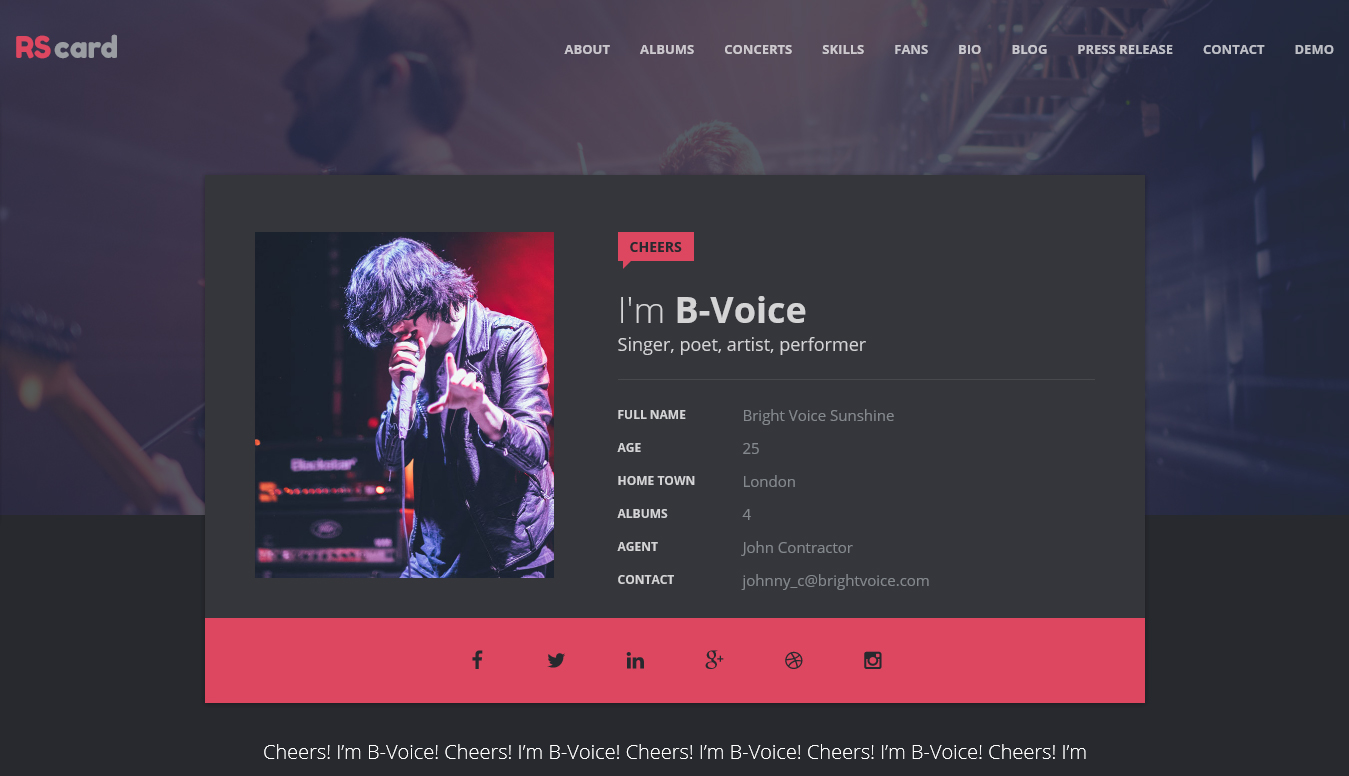 RScard
ABOUT ALBUMS CONCERTS SKILLS FANS BIO BLOG PRESS RELEASE CONTACT DEMO
CHEERS
I'm B-Voice
Singer, poet, artist, performer
FULL NAME Bright Voice Sunshine
AGE 25
HOME TOWN London
ALBUMS 4
AGENT John Contractor
CONTACT johnny_c@brightvoice.com
Blackstar
Cheers! I’m B-Voice! Cheers! I’m B-Voice! Cheers! I’m B-Voice! Cheers! I’m B-Voice! Cheers! I’m